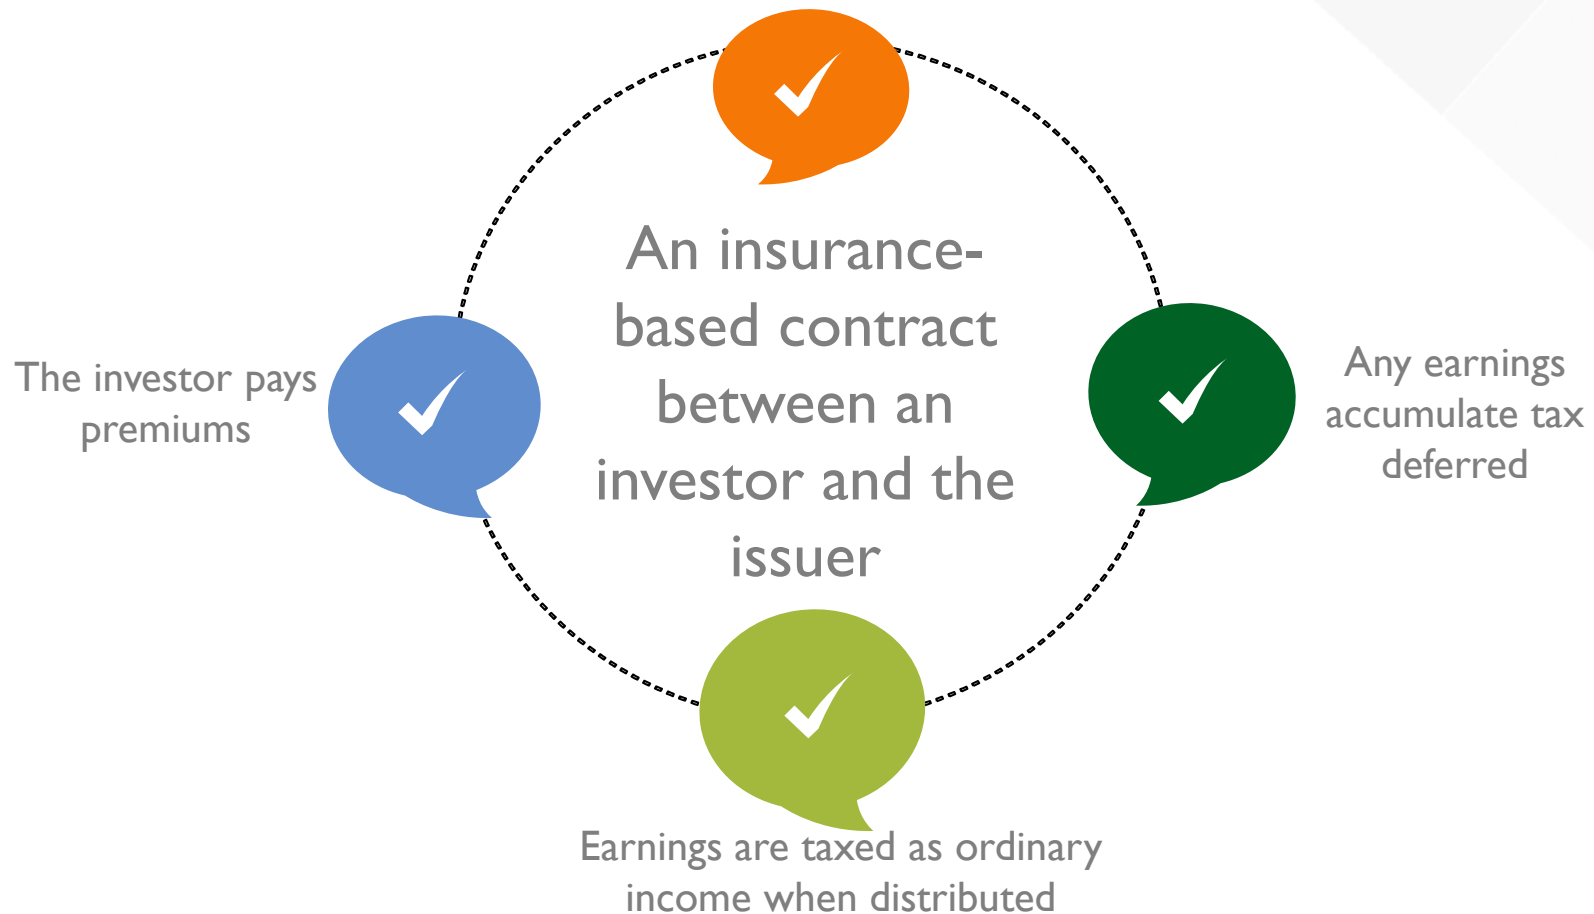 An insurance-
based contract
between an
investor and the
issuer
The investor pays
premiums
Any earnings
accumulate tax
deferred
Earnings are taxed as ordinary
income when distributed